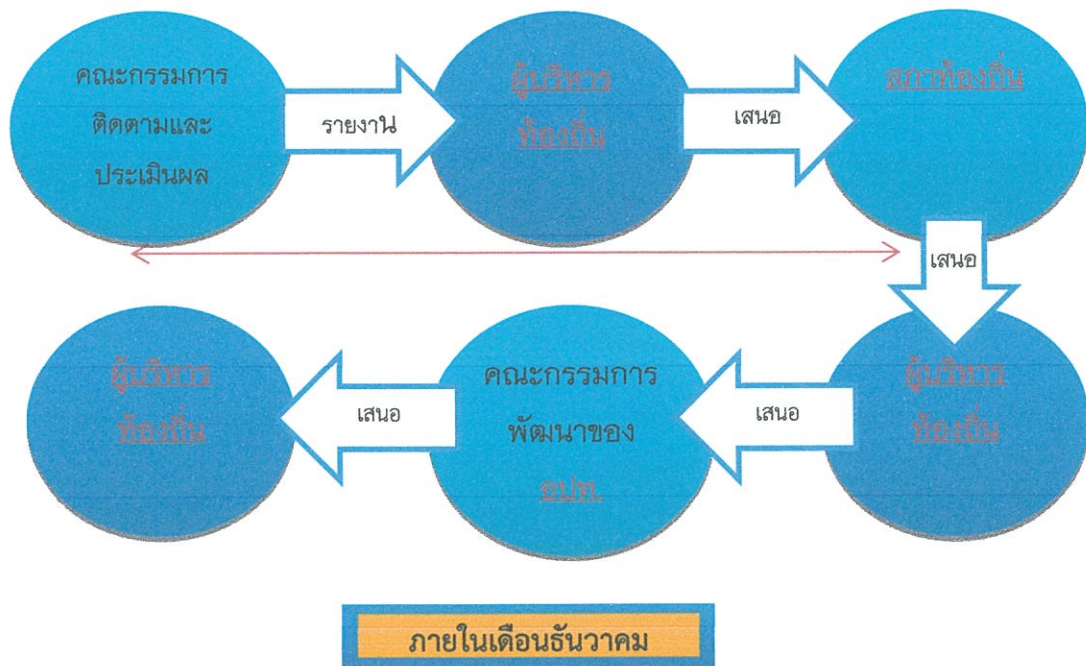 คณะกรรมการ
ติดตามและ
ประเมินผล
รายงาน
ผู้บริหาร
ท้องถิ่น
เสนอ
สภาท้องถิ่น
เสนอ
ผู้บริหาร
ท้องถิ่น
เสนอ
คณะกรรมการ
พัฒนาของ
อปท.
เสนอ
ผู้บริหาร
ท้องถิ่น
ภายในเดือนธันวาคม